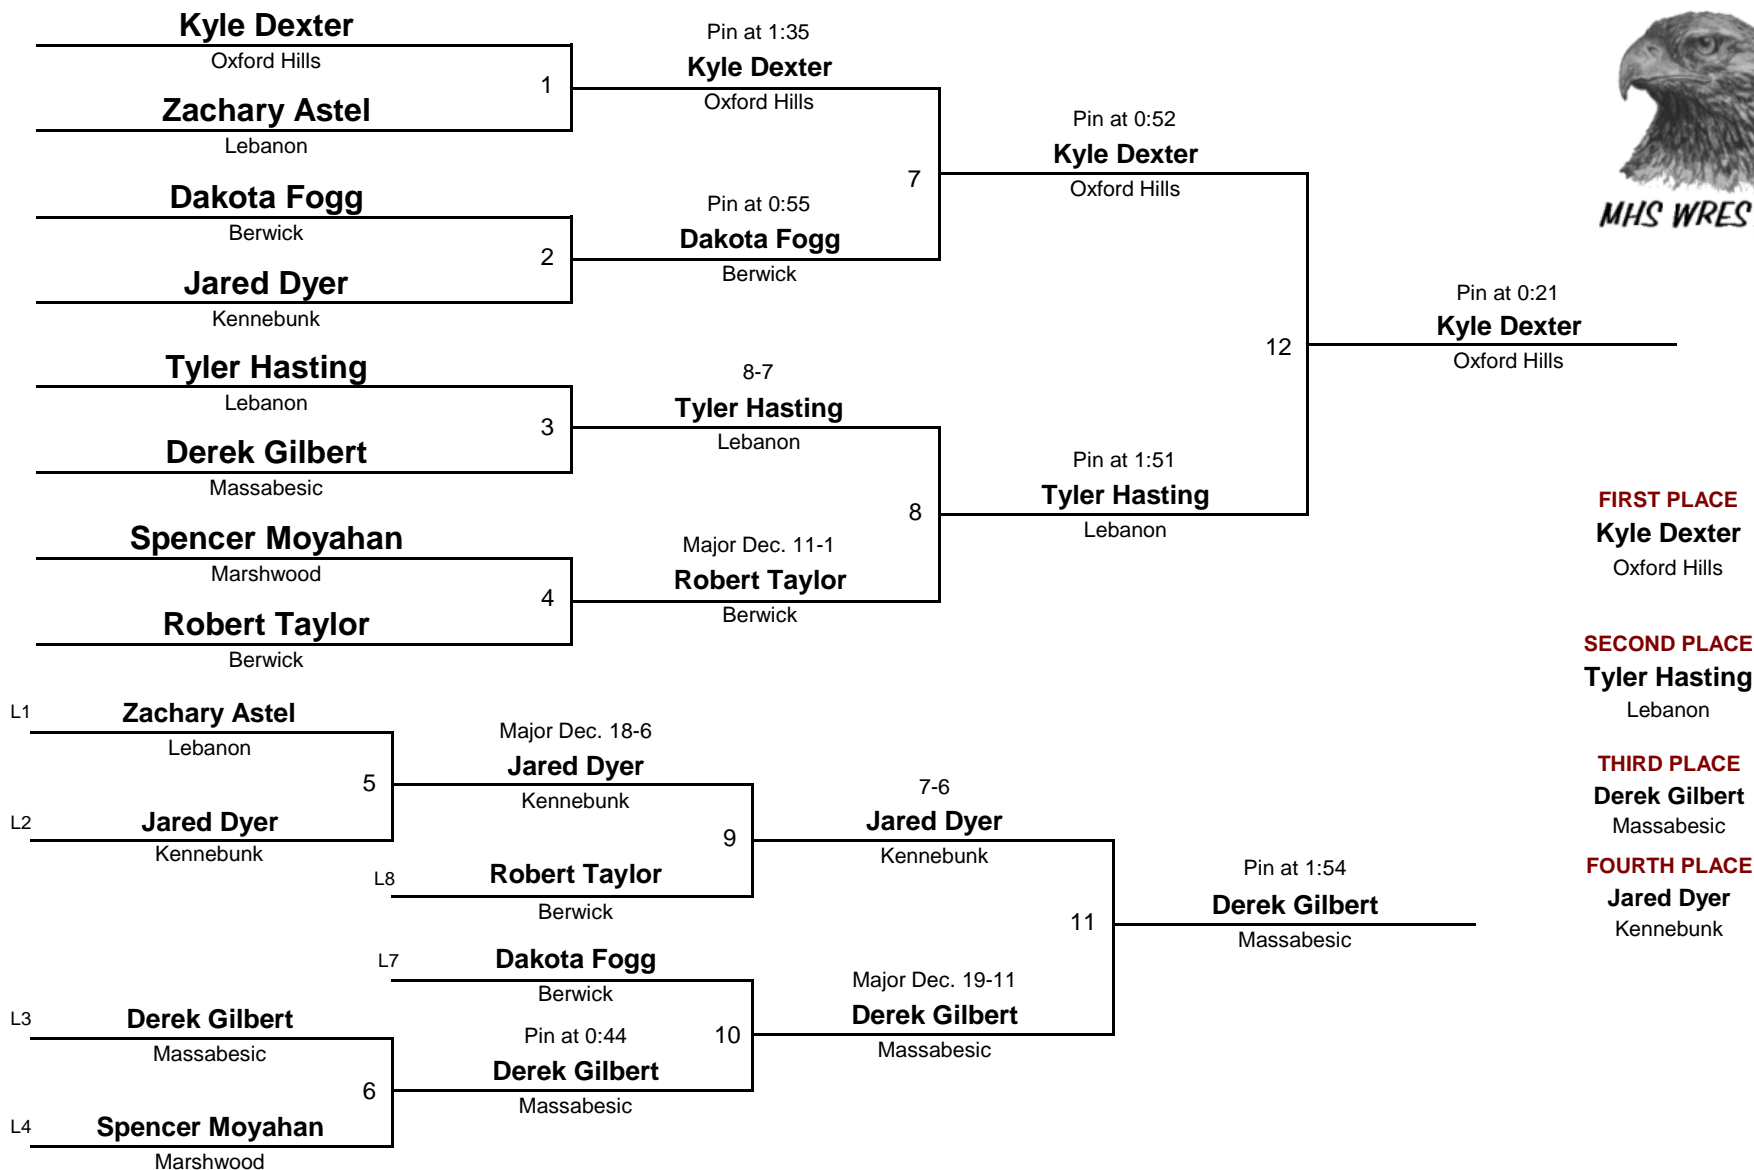 Kyle Dexter
Oxford Hills
1
Zachary Astel
Lebanon
Dakota Fogg
Berwick
2
Jared Dyer
Kennebunk
Tyler Hasting
Lebanon
3
Derek Gilbert
Massabesic
Spencer Moyahan
Marshwood
4
Robert Taylor
Berwick
Pin at 1:35
Kyle Dexter
Oxford Hills
7
Pin at 0:55
Dakota Fogg
Berwick
8-7
Tyler Hasting
Lebanon
8
Major Dec. 11-1
Robert Taylor
Berwick
Pin at 0:52
Kyle Dexter
Oxford Hills
12
Pin at 1:51
Tyler Hasting
Lebanon
Pin at 0:21
Kyle Dexter
Oxford Hills
MHS WRES
FIRST PLACE
Kyle Dexter
Oxford Hills
SECOND PLACE
Tyler Hasting
Lebanon
THIRD PLACE
Derek Gilbert
Massabesic
FOURTH PLACE
Jared Dyer
Kennebunk
L1
Zachary Astel
Lebanon
5
L2
Jared Dyer
Kennebunk
Major Dec. 18-6
Jared Dyer
Kennebunk
9
L8
Robert Taylor
Berwick
L7
Dakota Fogg
Berwick
10
L3
Derek Gilbert
Massabesic
6
L4
Spencer Moyahan
Marshwood
Pin at 0:44
Derek Gilbert
Massabesic
7-6
Jared Dyer
Kennebunk
11
Major Dec. 19-11
Derek Gilbert
Massabesic
Pin at 1:54
Derek Gilbert
Massabesic